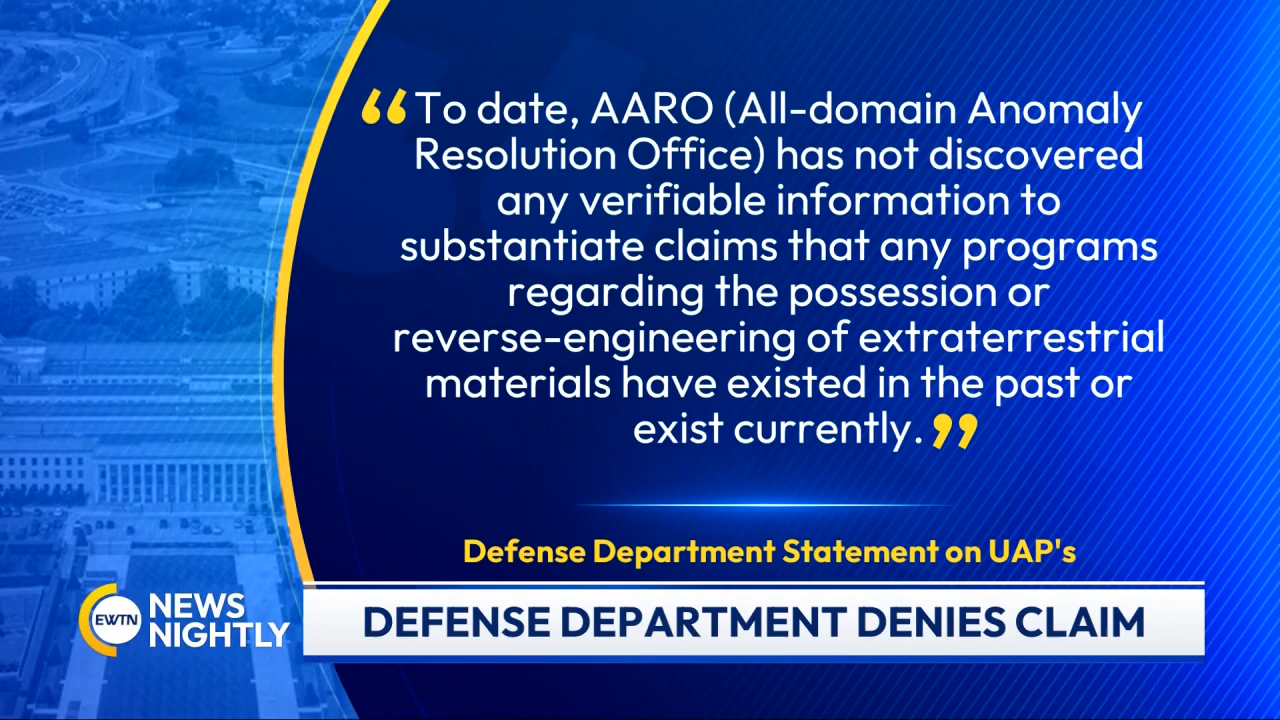 “To date, AARO (All-domain Anomaly
Resolution Office) has not discovered
any verifiable information to
substantiate claims that any programs
regarding the possession or
reverse-engineering of extraterrestrial
materials have existed in the past or
exist currently.”
Defense Department Statement on UAP's
EWTN NEWS
NIGHTLY
DEFENSE DEPARTMENT DENIES CLAIM